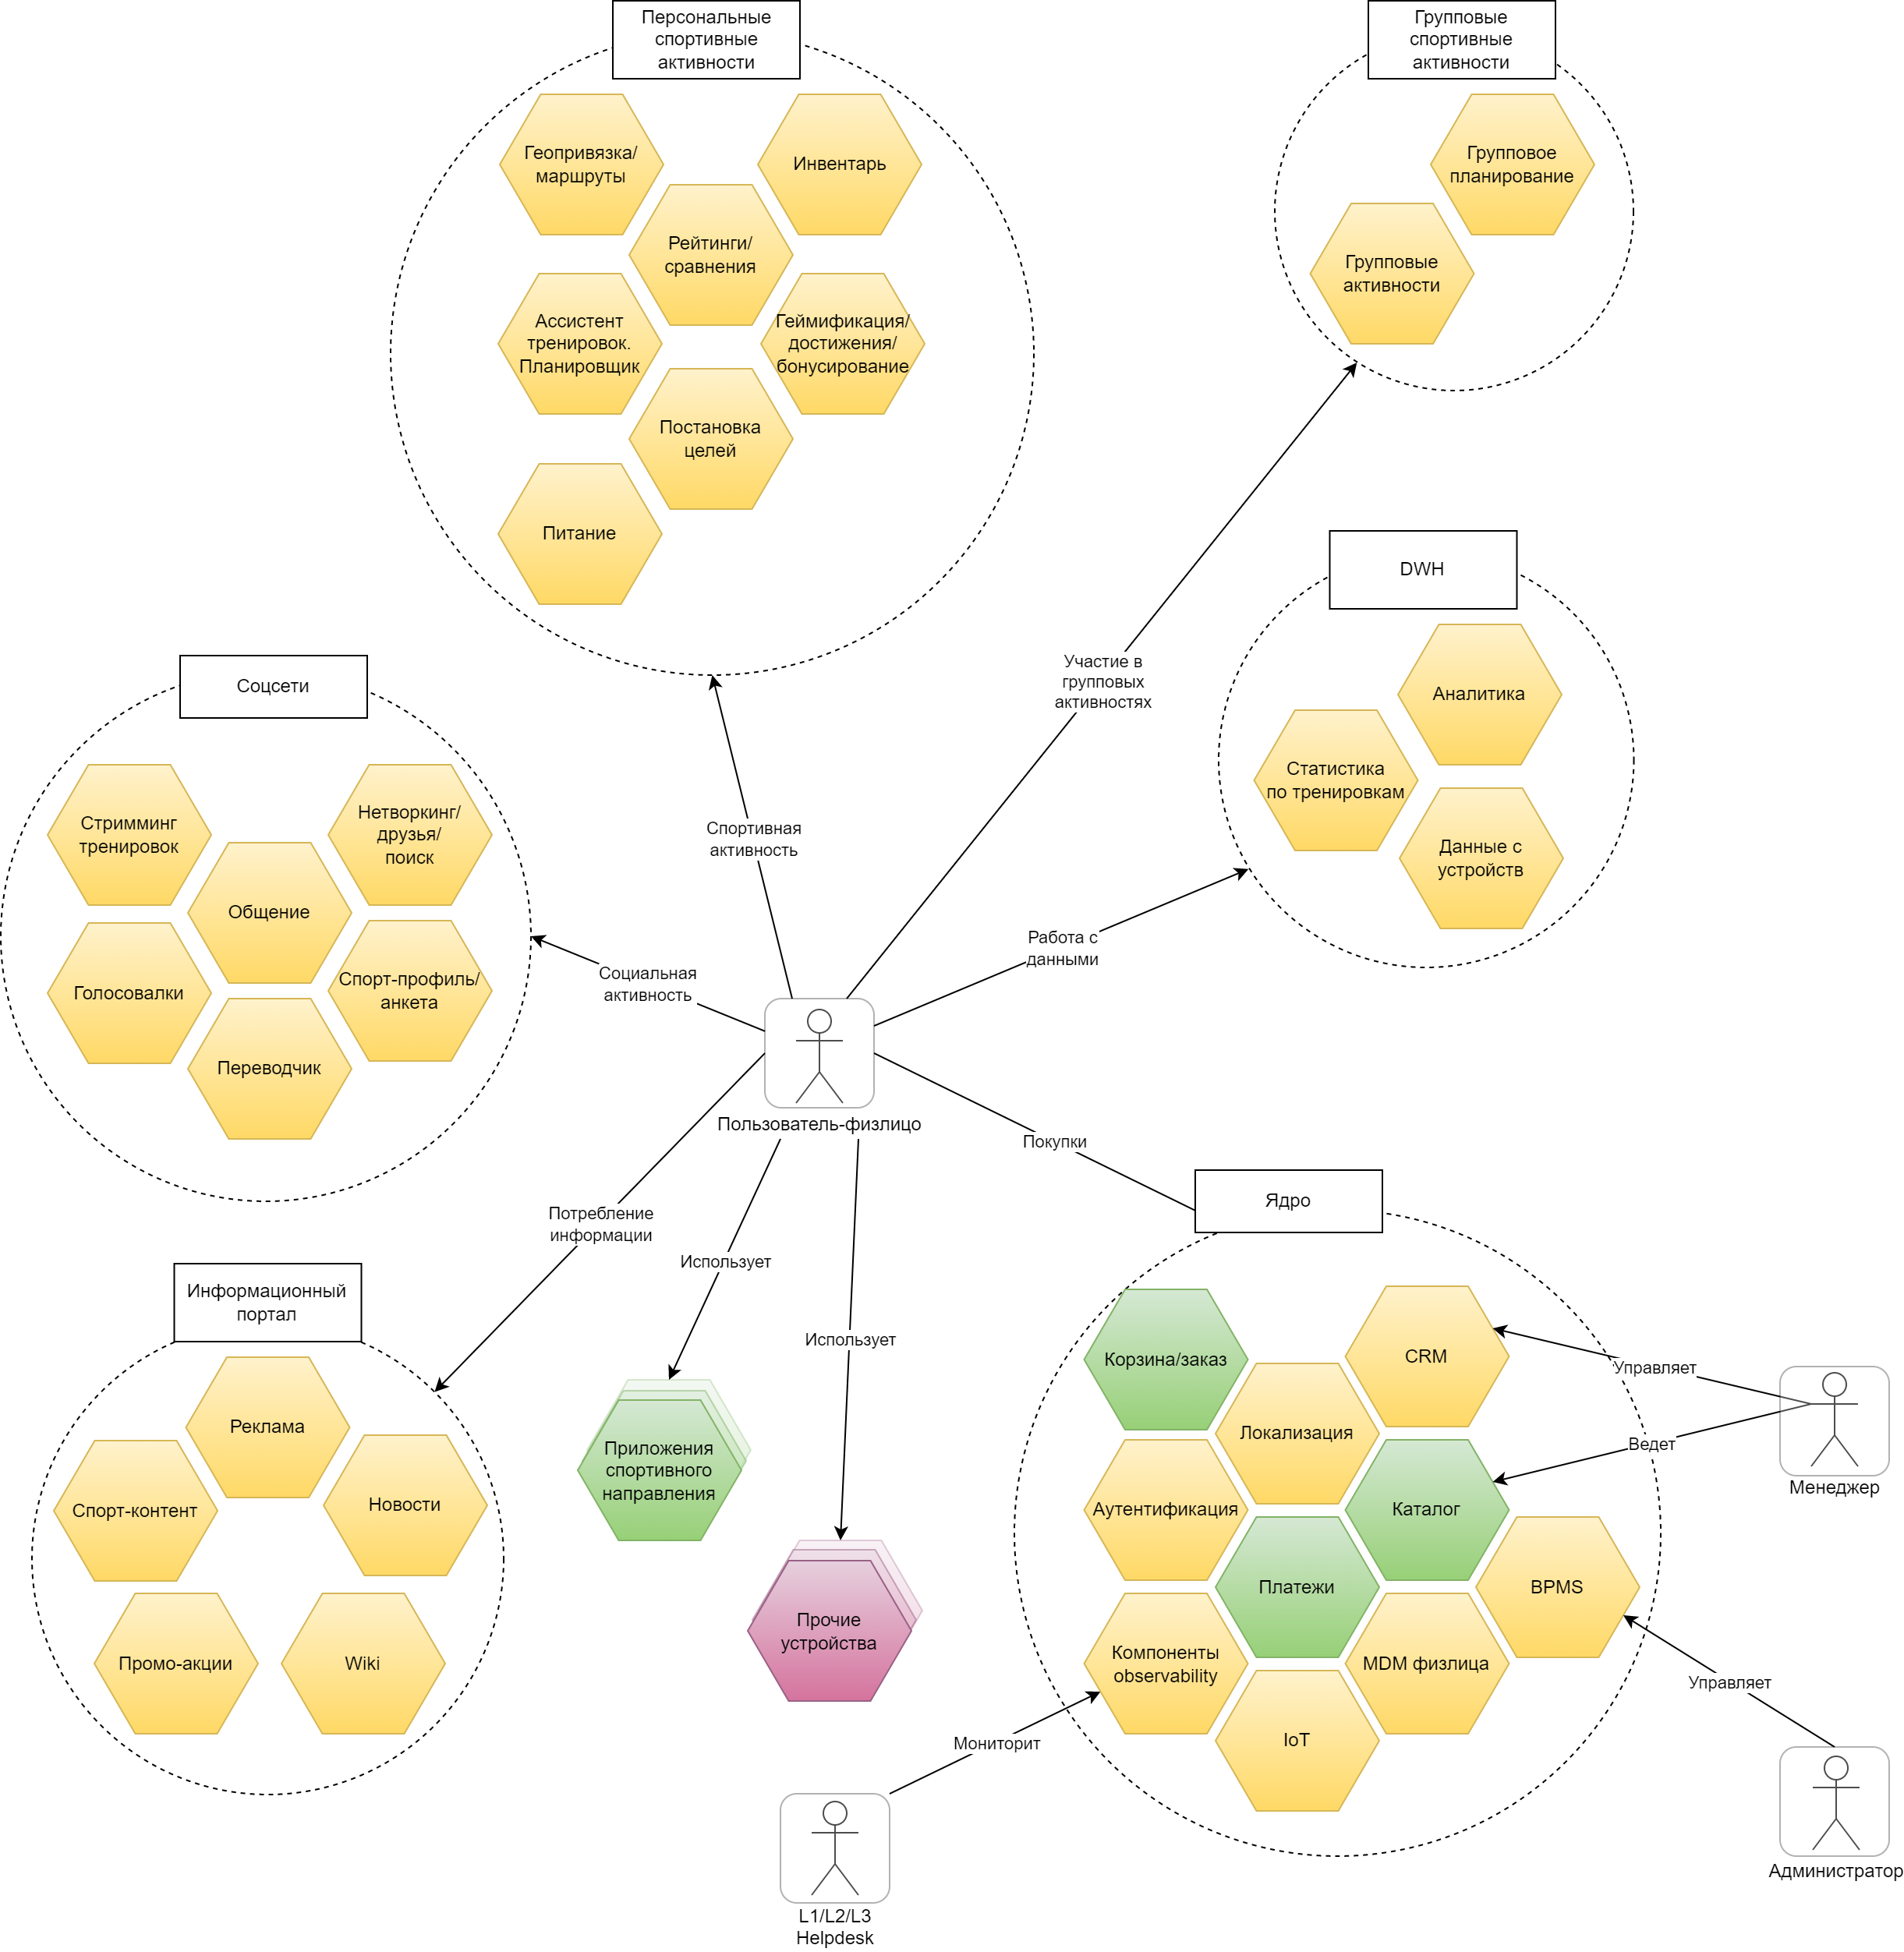 Персональные
спортивные
активности
Геопривязка/
маршруты
Инвентарь
Рейтинги/
сравнения
Ассистент
тренировок.
Планировщик
Геймификация/
достижения/
бонусирование
Постановка
целей
Питание
Групповые
спортивные
активности
Групповое
планирование
Групповые
активности
Участие в
групповых
активностях
DWH
Аналитика
Статистика
по тренировкам
Данные с
устройств
Соцсети
Стримминг
тренировок
Нетворкинг/
друзья/
поиск
Общение
Голосовалки
Спорт-профиль/
анкета
Переводчик
Спортивная
активность
Социальная
активность
Работа с
данными
Пользователь-физлицо
Покупки
Потребление
информации
Использует
Использует
Информационный
портал
Реклама
Спорт-контент
Новости
Промо-акции
Wiki
Приложения
спортивного
направления
Прочие
устройства
Ядро
Корзина/заказ
CRM
Локализация
Аутентификация
Каталог
Платежи
BPMS
Компоненты
observability
MDM физлица
IoT
Управляет
Ведет
Менеджер
Управляет
Администратор
Мониторит
L1/L2/L3
Helpdesk